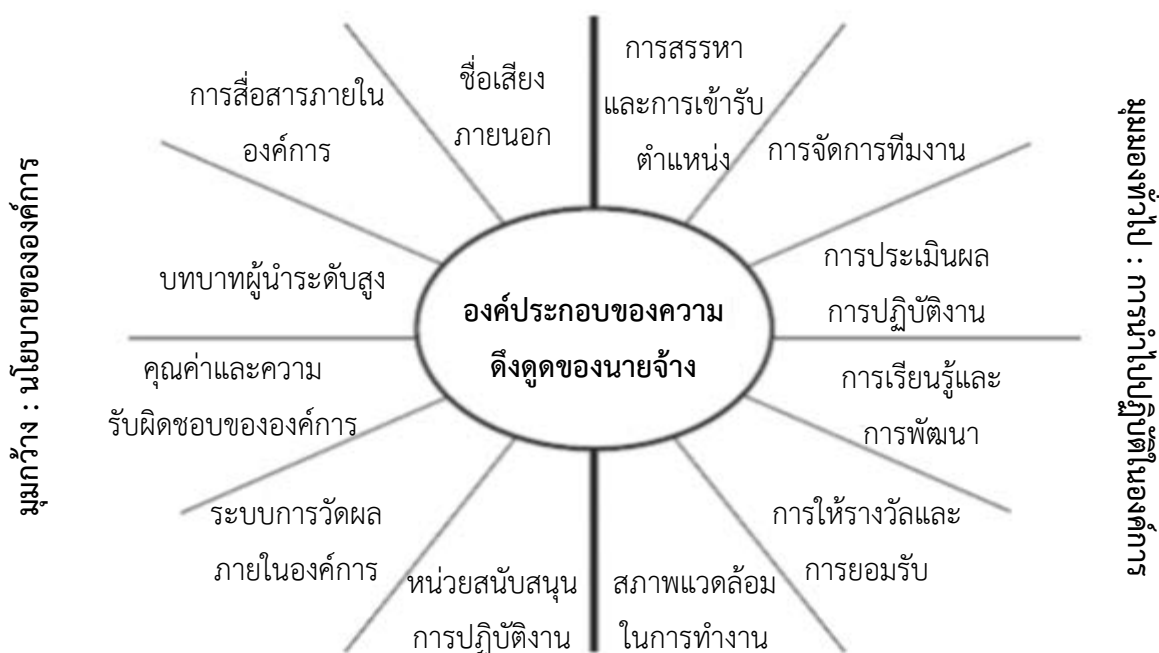 มุมกว้าง : นโยบายขององค์การ
ชื่อเสียง
ภายนอก
การสื่อสารภายใน
องค์การ
บทบาทผู้นำระดับสูง
คุณค่าและความ
รับผิดชอบขององค์การ
ระบบการวัดผล
ภายในองค์การ
หน่วยสนับสนุน
การปฏิบัติงาน
องค์ประกอบของความ
ดึงดูดของนายจ้าง
การสรรหา
และการเข้ารับ
ตำแหน่ง
การจัดการทีมงาน
การประเมินผล
การปฏิบัติงาน
การเรียนรู้และ
การพัฒนา
การให้รางวัลและ
การยอมรับ
สภาพแวดล้อม
ในการทำงาน
มุมมองทั่วไป : การนำไปปฏิบัติในองค์การ